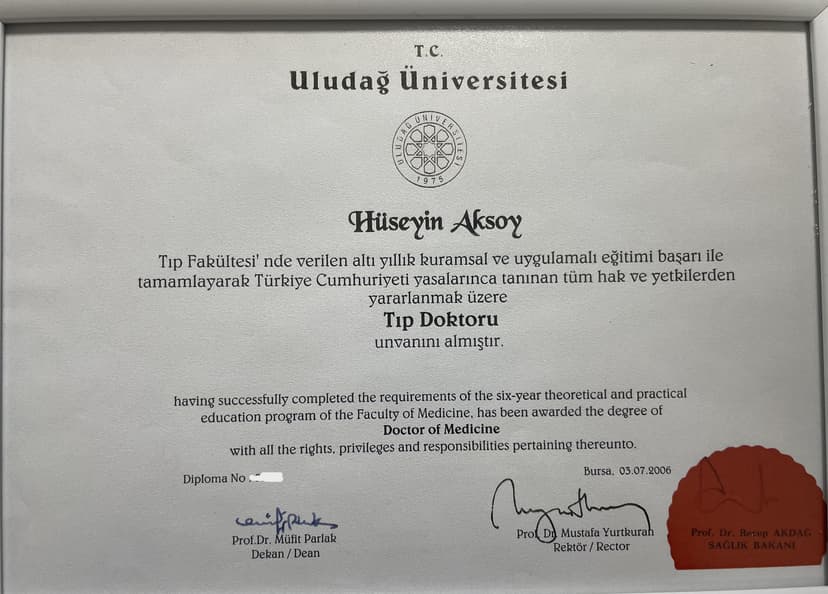 T.C.
Uludağ Üniversitesi
ULUDAĞ ÜNİVERSİTESİ
1975
Hüseyin Aksoy
Tıp Fakültesi' nde verilen altı yıllık kuramsal ve uygulamalı eğitimi başarı ile
tamamlayarak Türkiye Cumhuriyeti yasalarınca tanınan tüm hak ve yetkilerden
yararlanmak üzere
Tıp Doktoru
unvanını almıştır.
having successfully completed the requirements of the six-year theoretical and practical
education program of the Faculty of Medicine, has been awarded the degree of
Doctor of Medicine
with all the rights, privileges and responsibilities pertaining thereunto.
Diploma No
Bursa, 03.07.2006
Prof.Dr. Müfit Parlak
Dekan / Dean
Prof. Dr. Mustafa Yurtkuran
Rektör / Rector
Prof. Dr. Recep AKDAĞ
SAĞLIK BAKANI